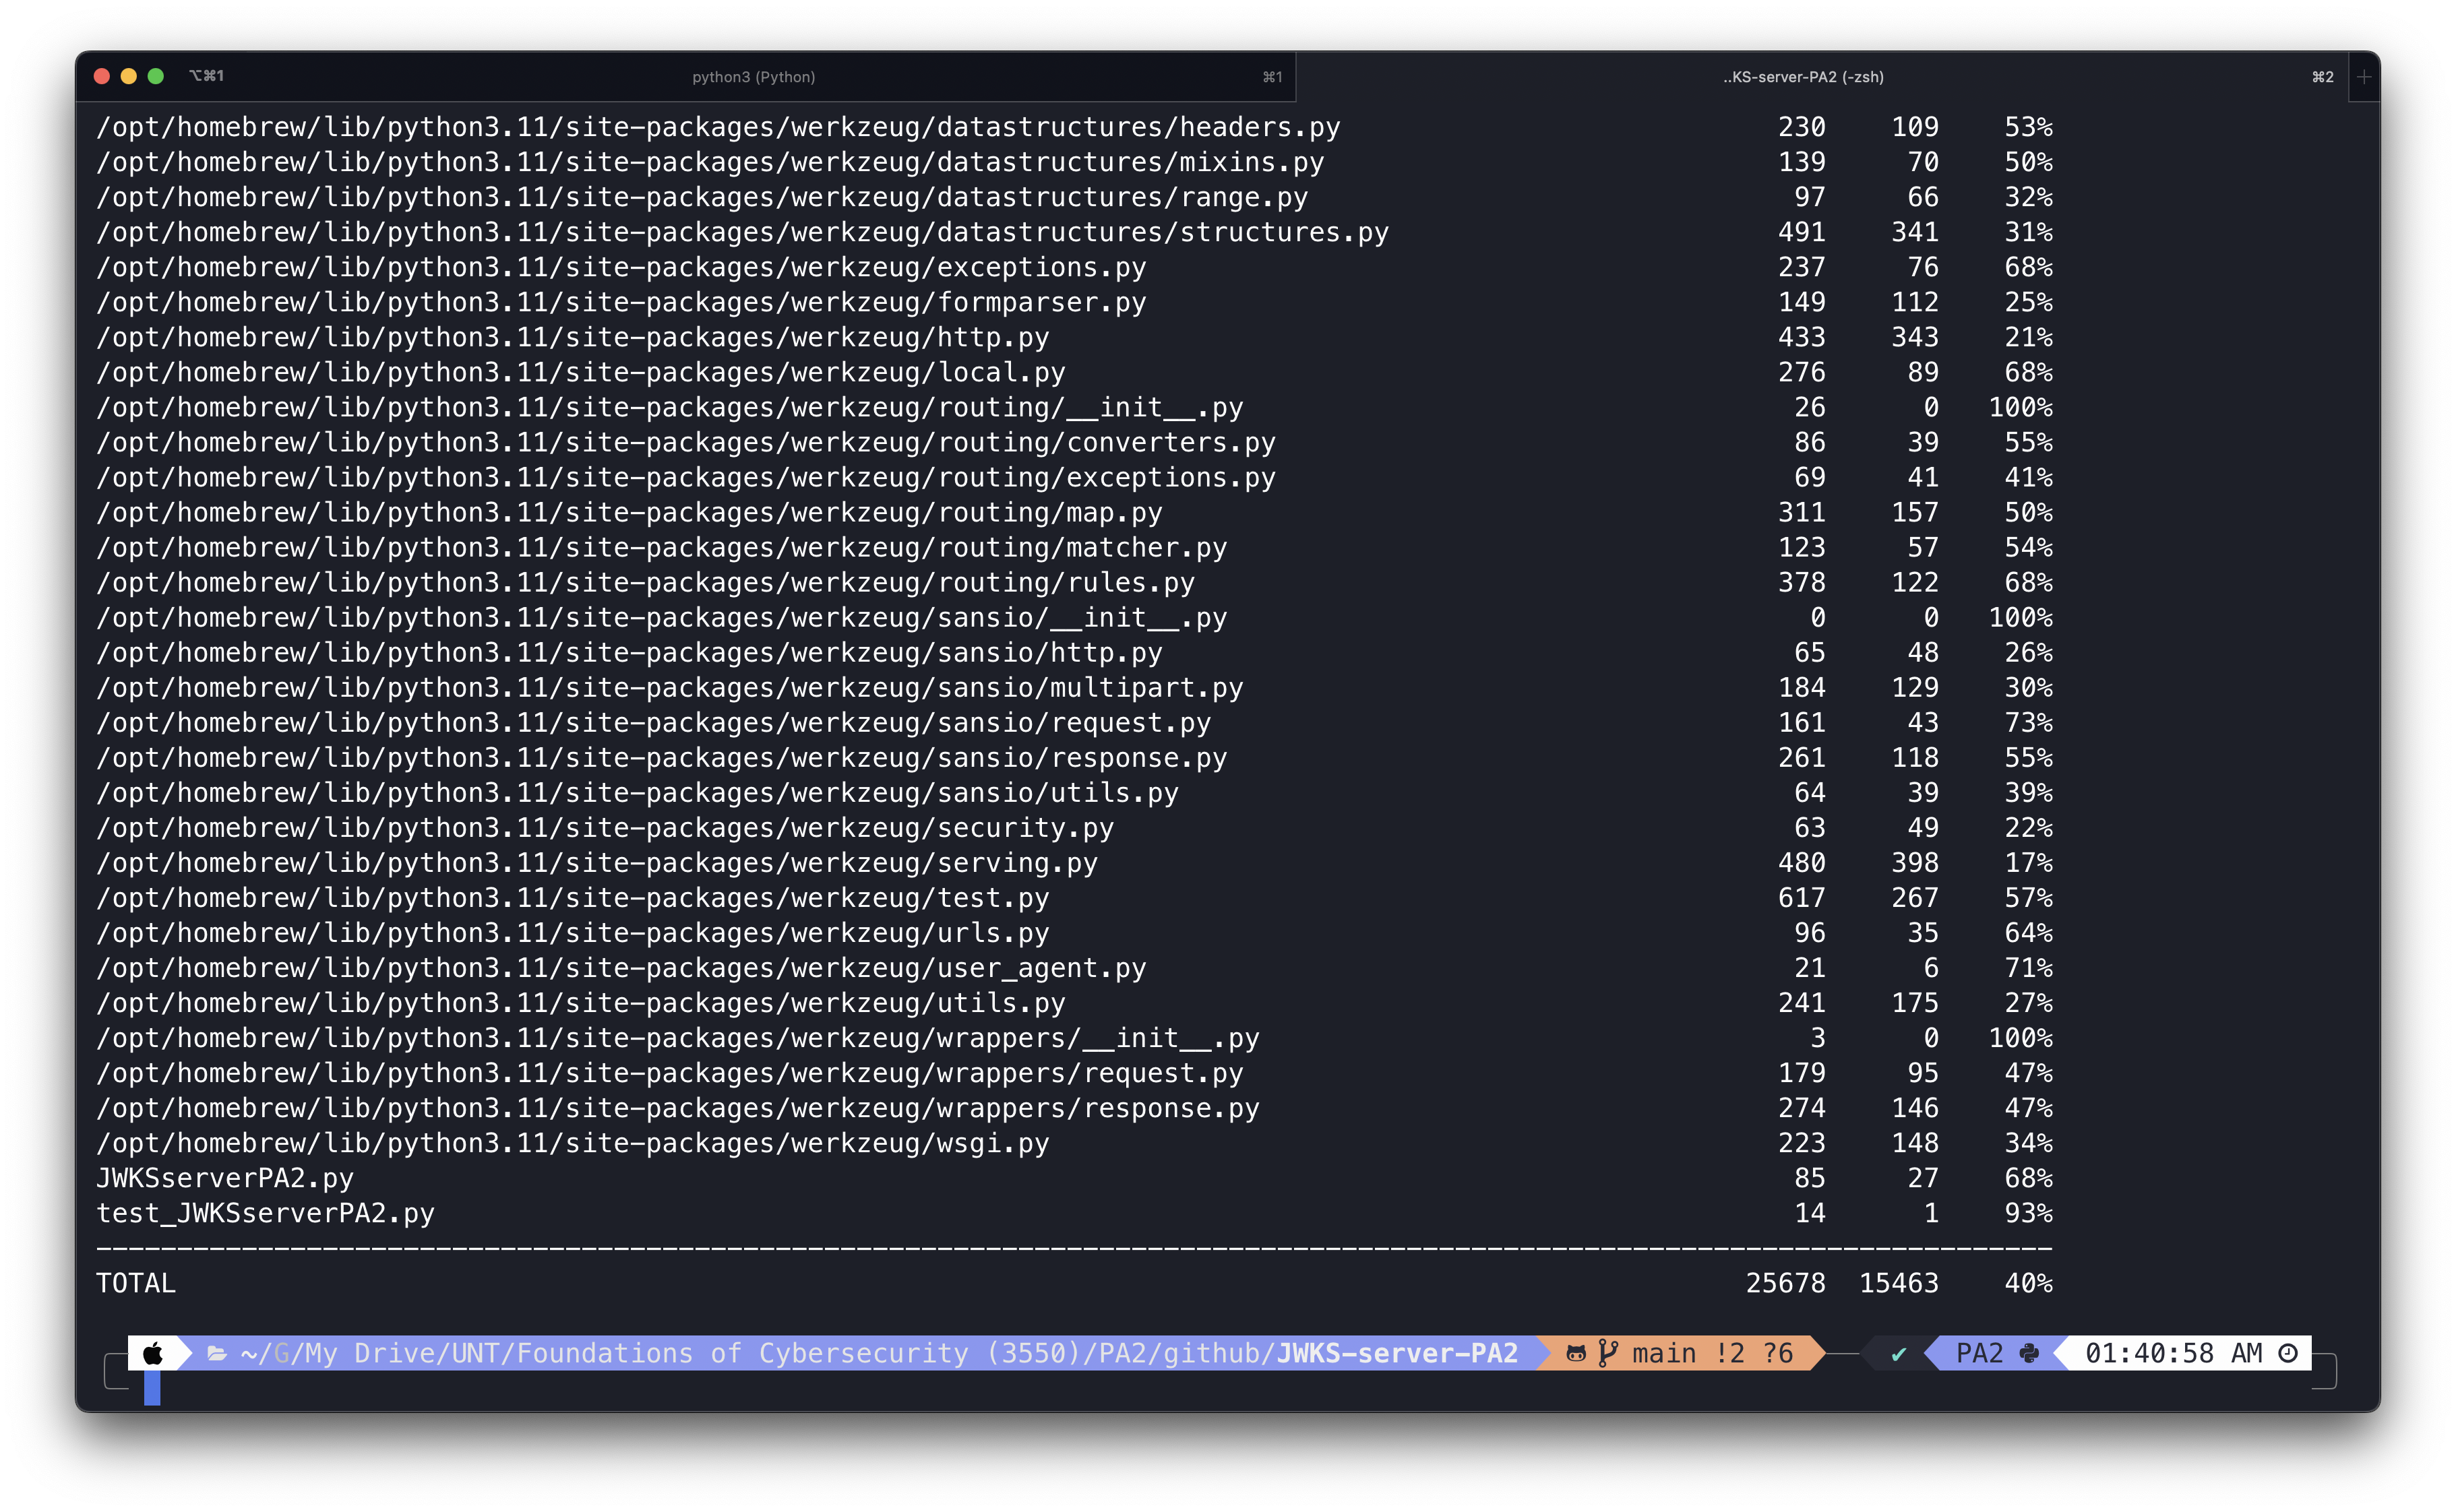 ⌥⌘1 python3 (Python) ⌘1 ..KS-server-PA2 (-zsh) ⌘2 +
/opt/homebrew/lib/python3.11/site-packages/werkzeug/datastructures/headers.py 230 109 53%
/opt/homebrew/lib/python3.11/site-packages/werkzeug/datastructures/mixins.py 139 70 50%
/opt/homebrew/lib/python3.11/site-packages/werkzeug/datastructures/range.py 97 66 32%
/opt/homebrew/lib/python3.11/site-packages/werkzeug/datastructures/structures.py 491 341 31%
/opt/homebrew/lib/python3.11/site-packages/werkzeug/exceptions.py 237 76 68%
/opt/homebrew/lib/python3.11/site-packages/werkzeug/formparser.py 149 112 25%
/opt/homebrew/lib/python3.11/site-packages/werkzeug/http.py 433 343 21%
/opt/homebrew/lib/python3.11/site-packages/werkzeug/local.py 276 89 68%
/opt/homebrew/lib/python3.11/site-packages/werkzeug/routing/__init__.py 26 0 100%
/opt/homebrew/lib/python3.11/site-packages/werkzeug/routing/converters.py 86 39 55%
/opt/homebrew/lib/python3.11/site-packages/werkzeug/routing/exceptions.py 69 41 41%
/opt/homebrew/lib/python3.11/site-packages/werkzeug/routing/map.py 311 157 50%
/opt/homebrew/lib/python3.11/site-packages/werkzeug/routing/matcher.py 123 57 54%
/opt/homebrew/lib/python3.11/site-packages/werkzeug/routing/rules.py 378 122 68%
/opt/homebrew/lib/python3.11/site-packages/werkzeug/sansio/__init__.py 0 0 100%
/opt/homebrew/lib/python3.11/site-packages/werkzeug/sansio/http.py 65 48 26%
/opt/homebrew/lib/python3.11/site-packages/werkzeug/sansio/multipart.py 184 129 30%
/opt/homebrew/lib/python3.11/site-packages/werkzeug/sansio/request.py 161 43 73%
/opt/homebrew/lib/python3.11/site-packages/werkzeug/sansio/response.py 261 118 55%
/opt/homebrew/lib/python3.11/site-packages/werkzeug/sansio/utils.py 64 39 39%
/opt/homebrew/lib/python3.11/site-packages/werkzeug/security.py 63 49 22%
/opt/homebrew/lib/python3.11/site-packages/werkzeug/serving.py 480 398 17%
/opt/homebrew/lib/python3.11/site-packages/werkzeug/test.py 617 267 57%
/opt/homebrew/lib/python3.11/site-packages/werkzeug/urls.py 96 35 64%
/opt/homebrew/lib/python3.11/site-packages/werkzeug/user_agent.py 21 6 71%
/opt/homebrew/lib/python3.11/site-packages/werkzeug/utils.py 241 175 27%
/opt/homebrew/lib/python3.11/site-packages/werkzeug/wrappers/__init__.py 3 0 100%
/opt/homebrew/lib/python3.11/site-packages/werkzeug/wrappers/request.py 179 95 47%
/opt/homebrew/lib/python3.11/site-packages/werkzeug/wrappers/response.py 274 146 47%
/opt/homebrew/lib/python3.11/site-packages/werkzeug/wsgi.py 223 148 34%
JWKSserverPA2.py 85 27 68%
test_JWKSserverPA2.py 14 1 93%
-------------------------------------------------------------------------------------------------------------------------
TOTAL 25678 15463 40%
~/G/My Drive/UNT/Foundations of Cybersecurity (3550)/PA2/github/JWKS-server-PA2 main !2 ?6 ✔ PA2 01:40:58 AM